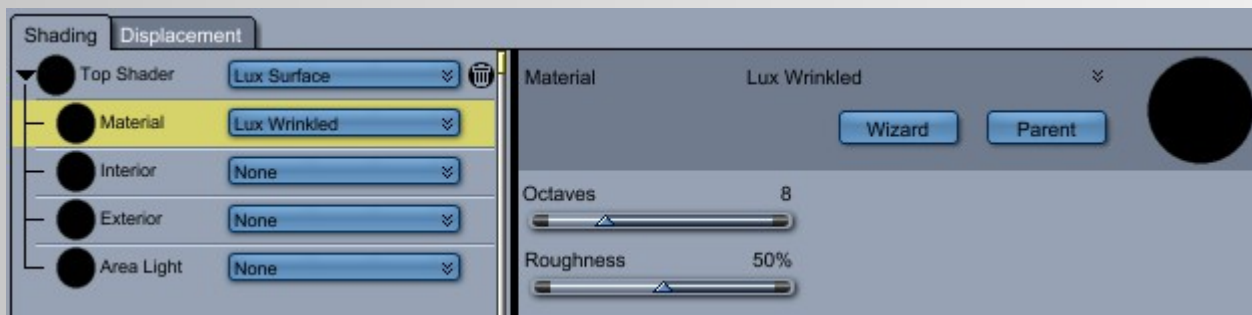 Shading Displacement
Top Shader Lux Surface
Material Lux Wrinkled
Interior None
Exterior None
Area Light None
Material Lux Wrinkled
Wizard Parent
Octaves 8
Roughness 50%